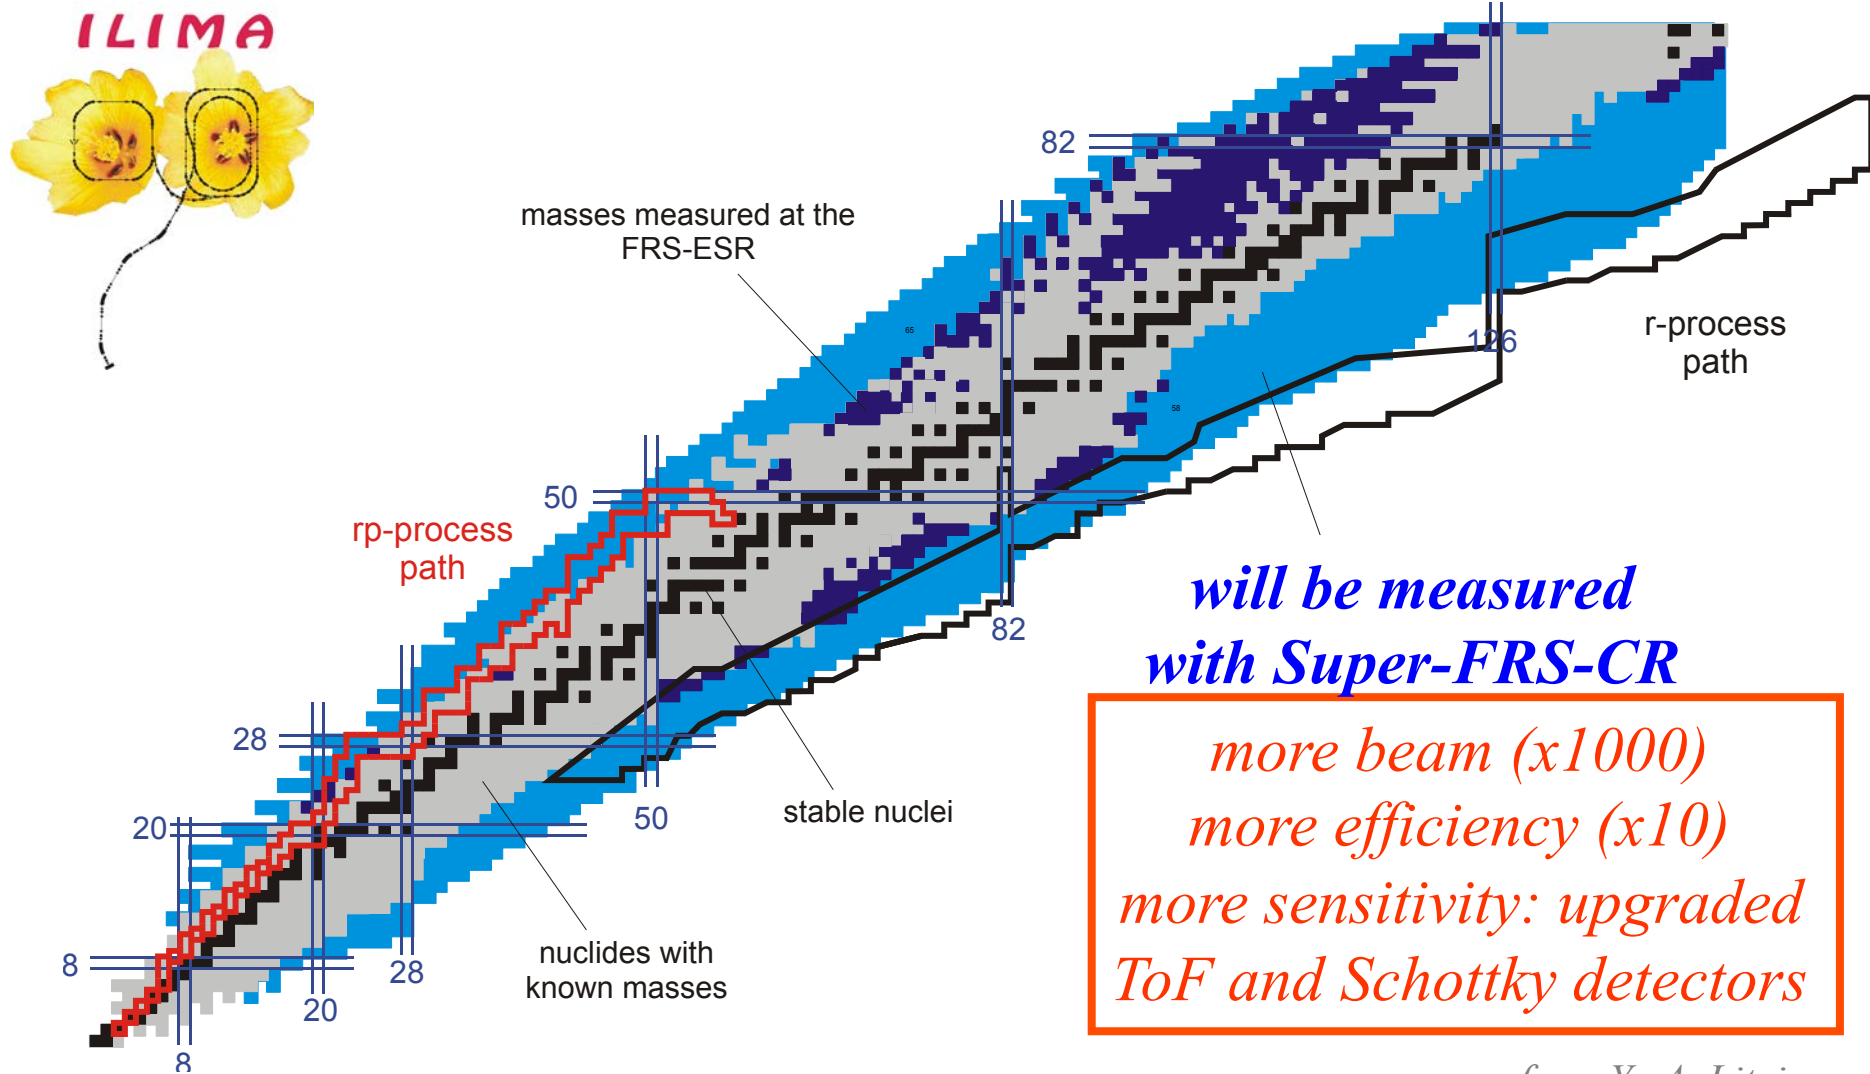 ILIMA
masses measured at the
FRS-ESR
82
65
58
126
r-process
path
50
rp-process
path
82
will be measured
with Super-FRS-CR
28
50
stable nuclei
20
more beam (x1000)
more efficiency (x10)
more sensitivity: upgraded
ToF and Schottky detectors
nuclides with
known masses
8
28
20
8